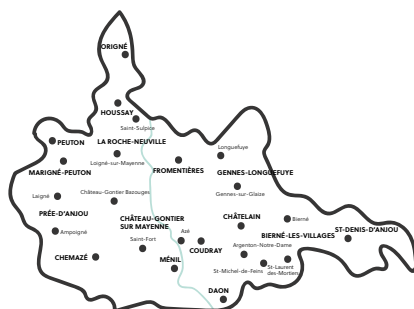 ORIGNÉ
HOUSSAY
Saint-Sulpice
PEUTON
LA ROCHE-NEUVILLE
Longuefuye
Loigné-sur-Mayenne
MARIGNÉ-PEUTON
FROMENTIÈRES
GENNES-LONGUEFUYE
Laigné
Château-Gontier Bazouges
Gennes-sur-Glaize
PRÉE-D'ANJOU
CHÂTEAU-GONTIER
SUR MAYENNE
CHÂTELAIN
Bierné
Ampoigné
Azé
BIERNÉ-LES-VILLAGES
ST-DENIS-D'ANJOU
Saint-Fort
COUDRAY
Argenton-Notre-Dame
CHEMAZÉ
MÉNIL
St-Michel-de-Feins
St-Laurent
des-Mortiers
DAON